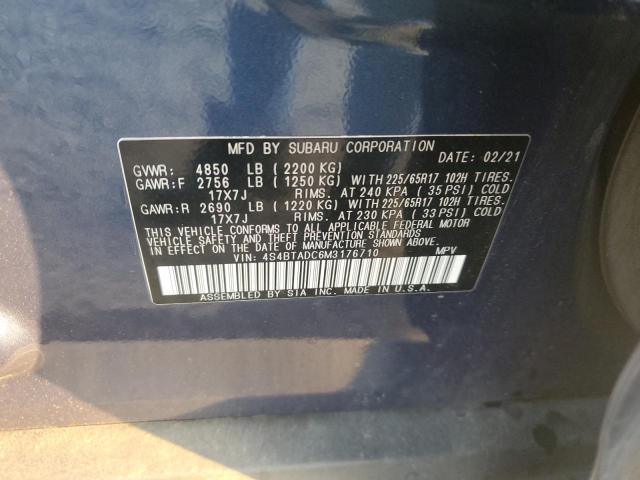 MFD BY SUBARU CORPORATION DATE: 02/21
GVWR: 4850 LB (2200 KG)
GAWR:F 2756 LB (1250 KG) WITH 225/65R17 102H TIRES.
17X7J RIMS. AT 240 KPA (35 PSI) COLD
GAWR:R 2690 LB (1220 KG) WITH 225/65R17 102H TIRES.
17X7J RIMS. AT 230 KPA (33 PSI) COLD
THIS VEHICLE CONFORMS TO ALL APPLICABLE FEDERAL MOTOR
VEHICLE SAFETY AND THEFT PREVENTION STANDARDS
IN EFFECT ON THE DATE OF MANUFACTURE SHOWN ABOVE.
VIN: 4S4BTADC6M3176710 MPV
ASSEMBLED BY SIA INC. MADE IN U.S.A.